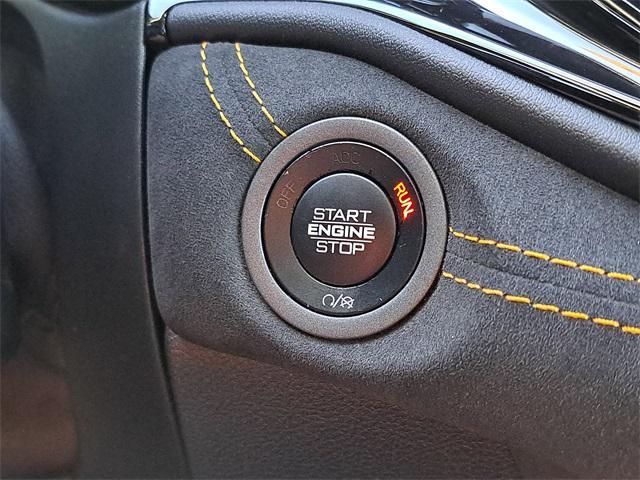 OFF
ACC
RUN
START
ENGINE
STOP